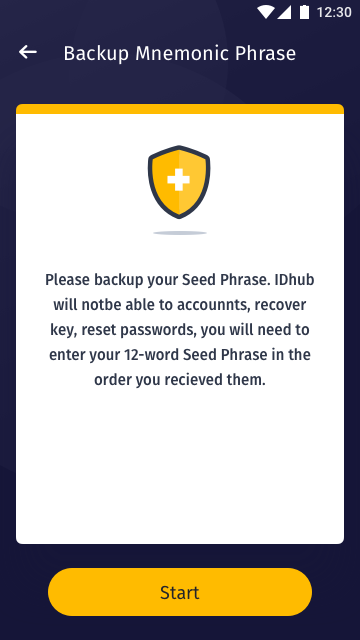 12:30
Backup Mnemonic Phrase
Please backup your Seed Phrase. IDhub
will notbe able to accounnts, recover
key, reset passwords, you will need to
enter your 12-word Seed Phrase in the
order you recieved them.
Start